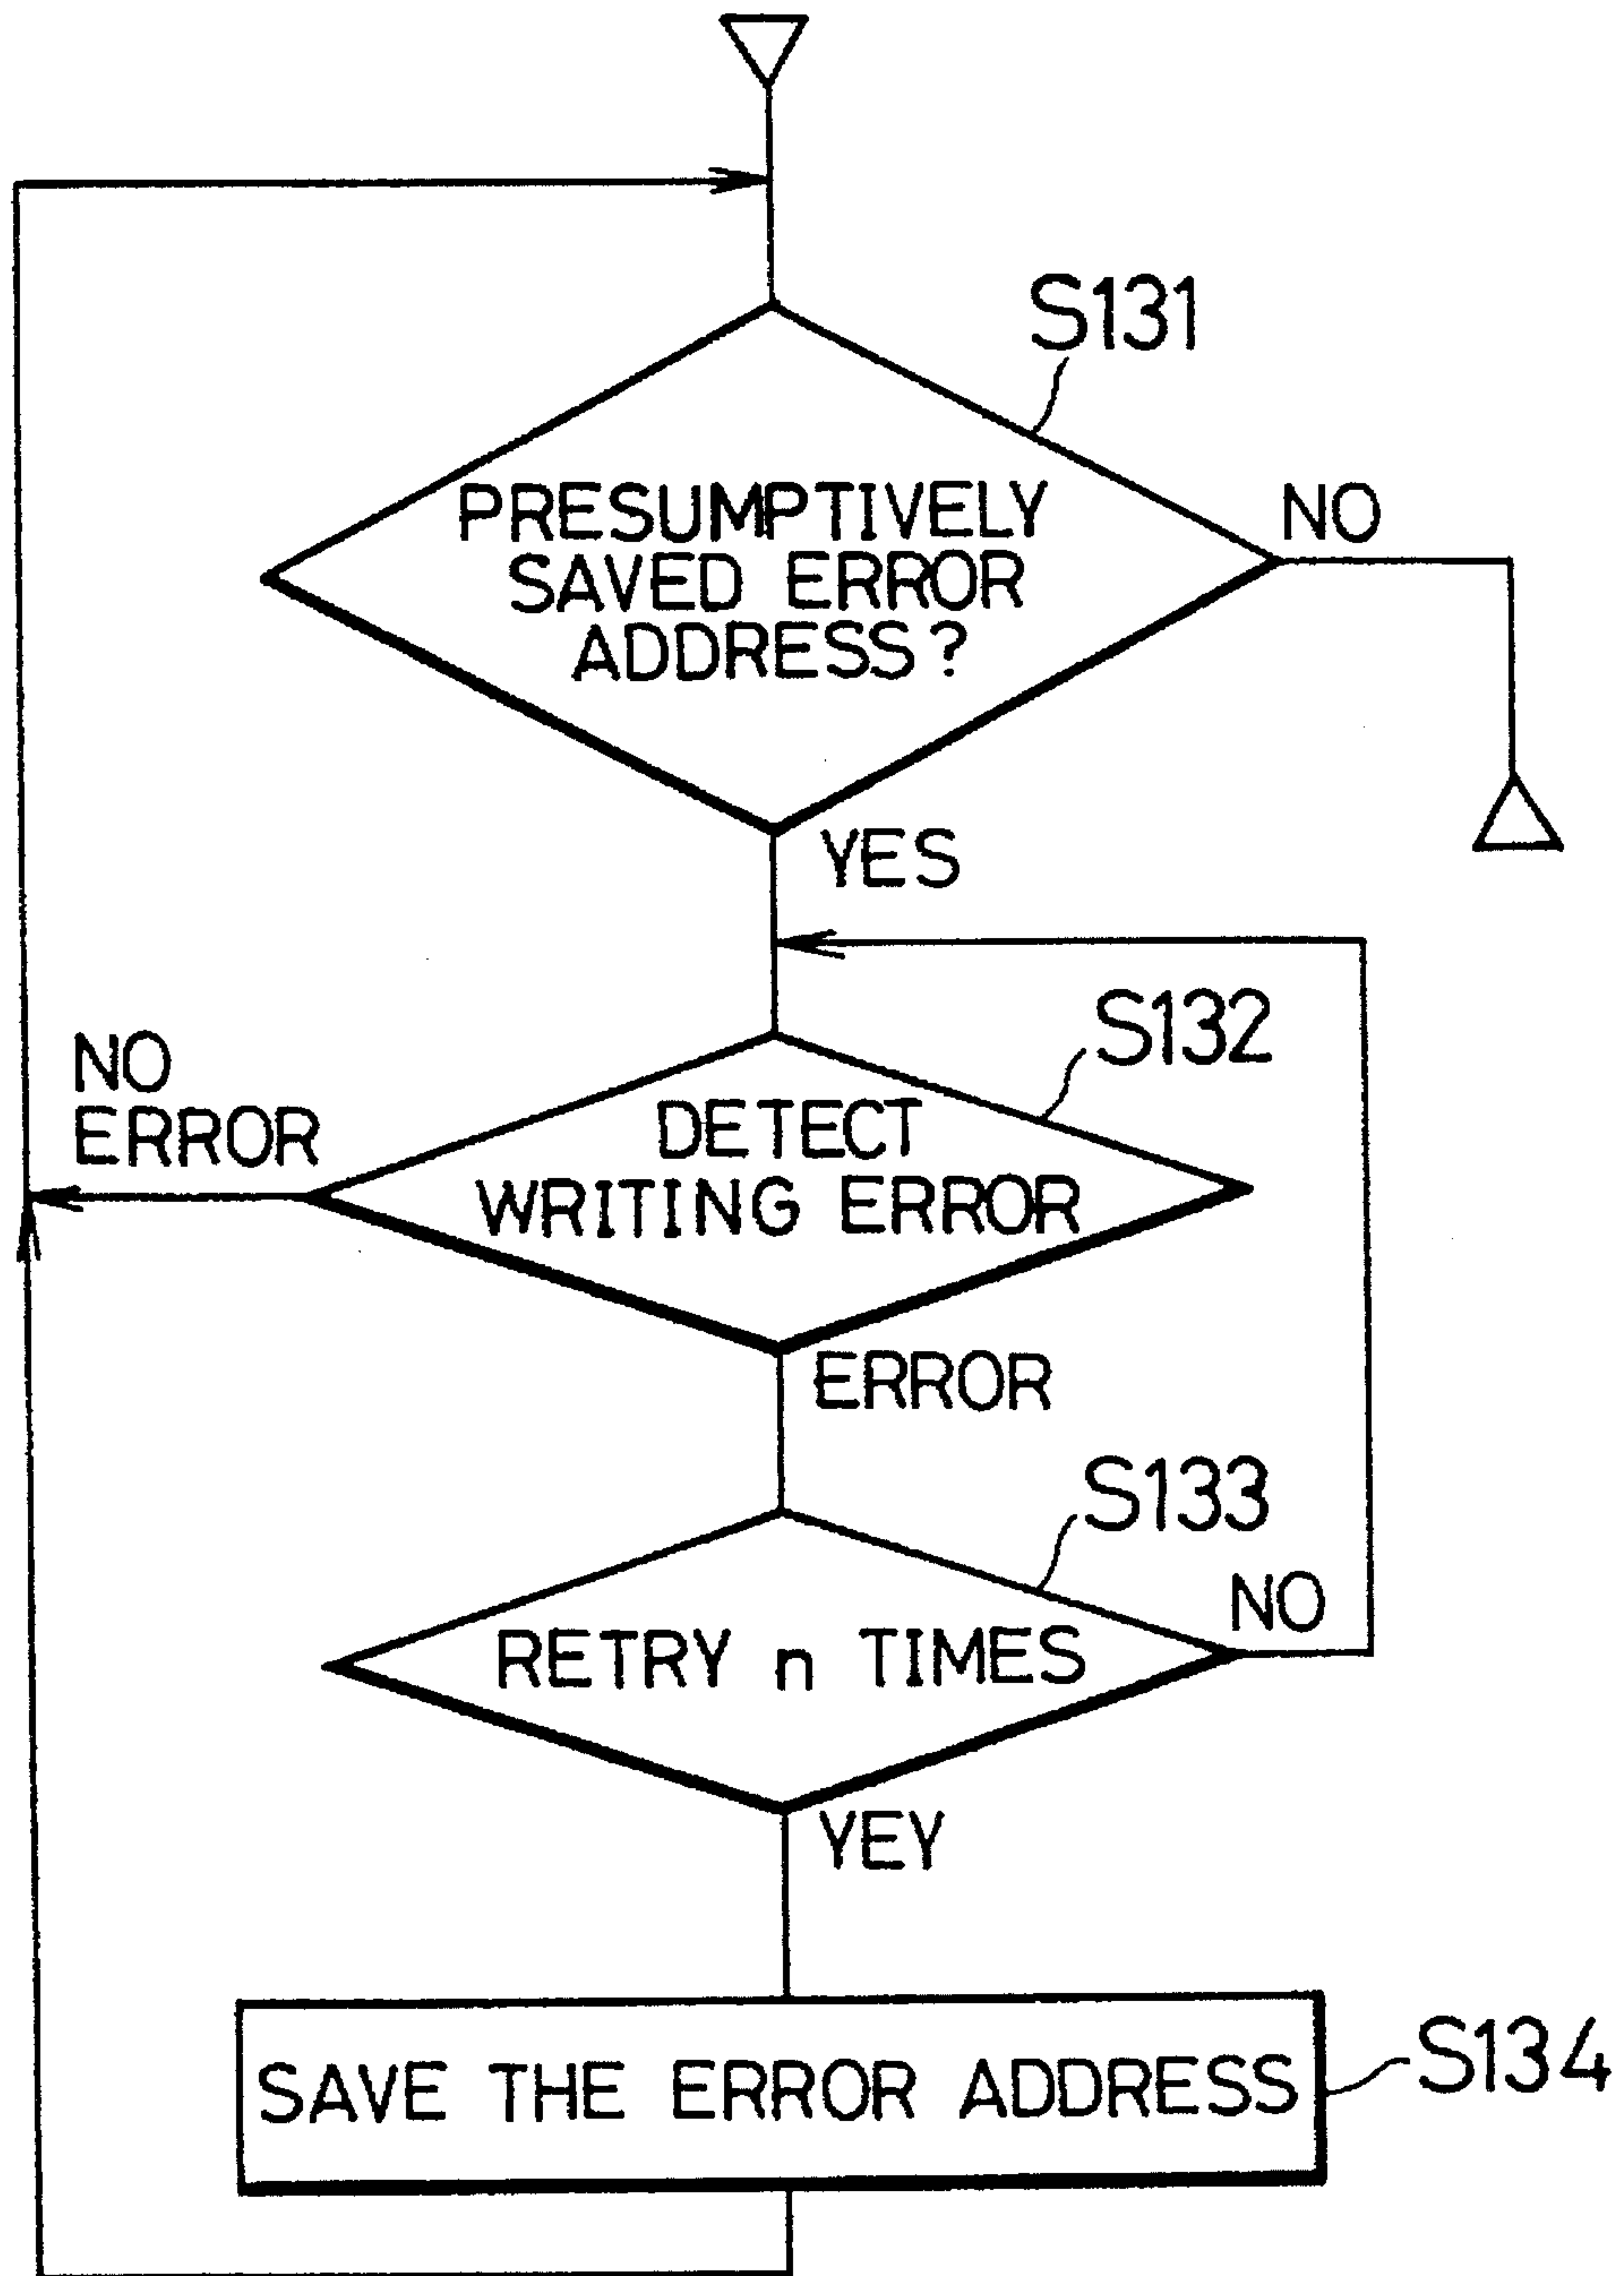 S131
PRESUMPTIVELY
SAVED ERROR
ADDRESS?
NO
YES
S132
NO
ERROR
DETECT
WRITING ERROR
ERROR
S133
NO
RETRY n TIMES
YEY
SAVE THE ERROR ADDRESS
S134